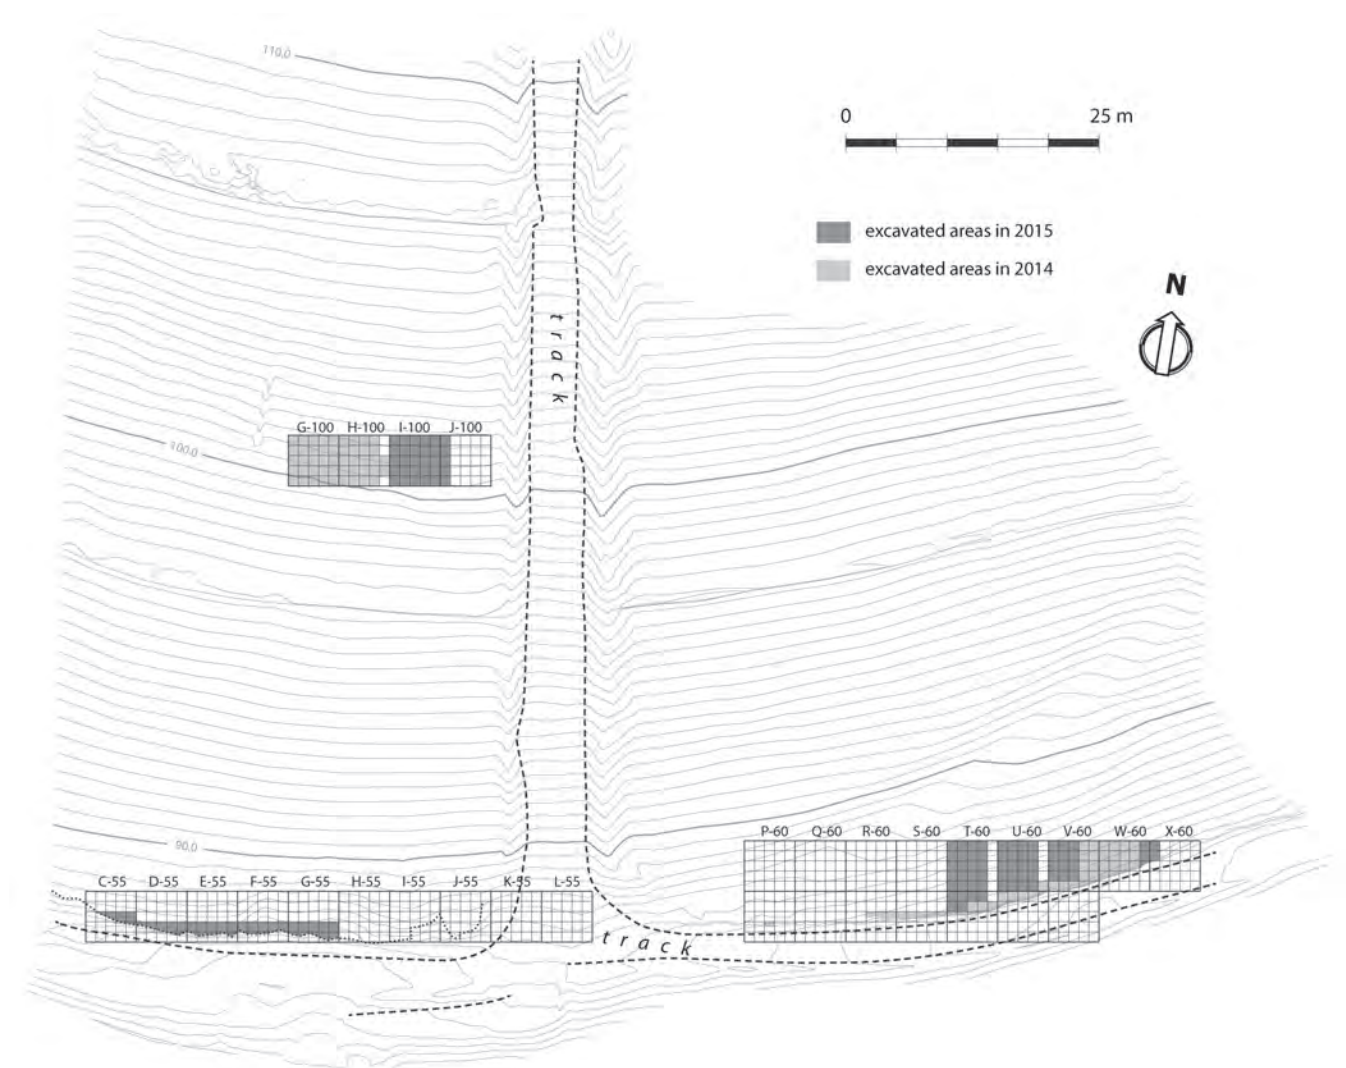 110.0
0 25 m
excavated areas in 2015
excavated areas in 2014
N
track
G-100 H-100 I-100 J-100
100.0
P-60 Q-60 R-60 S-60 T-60 U-60 V-60 W-60 X-60
90.0
C-55 D-55 E-55 F-55 G-55 H-55 I-55 J-55 K-55 L-55
track